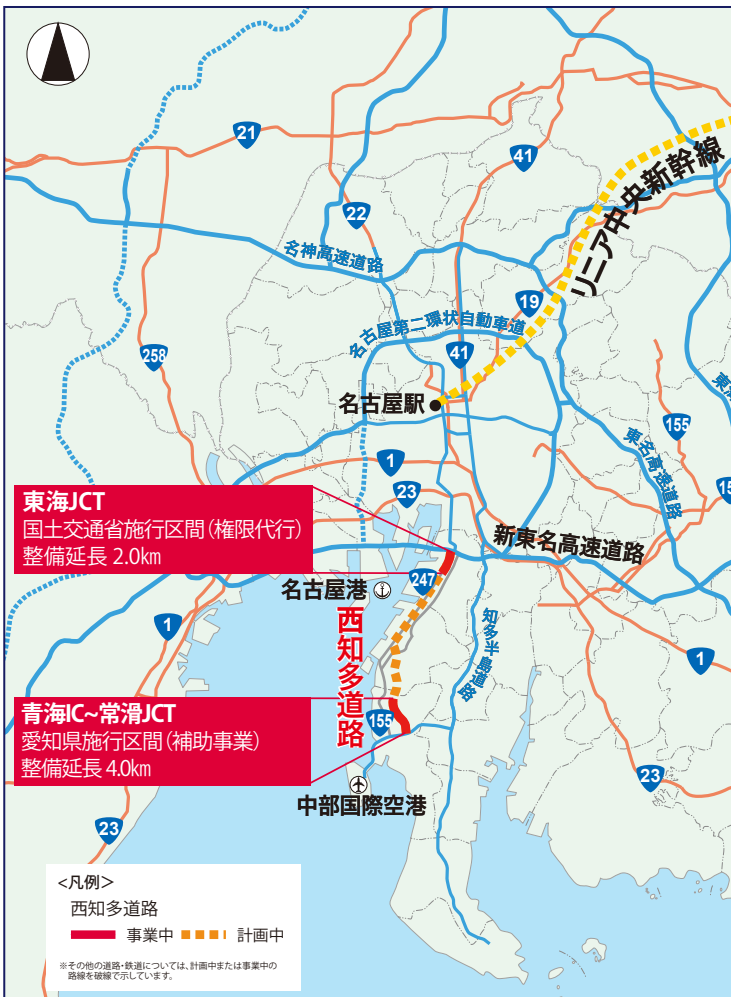 21
41
22
リニア中央新幹線
名神高速道路
19
名古屋第二環状自動車道
258
41
名古屋駅
155
東名高速道路
1
23
東海JCT
国土交通省施行区間(権限代行)
整備延長 2.0km
新東名高速道路
247
名古屋港
西知多道路
知多半島道路
1
1
青海IC~常滑JCT
愛知県施行区間(補助事業)
整備延長 4.0km
155
中部国際空港
23
23
<凡例>
西知多道路
事業中 計画中
※その他の道路・鉄道については、計画中または事業中の
路線を破線で示しています。